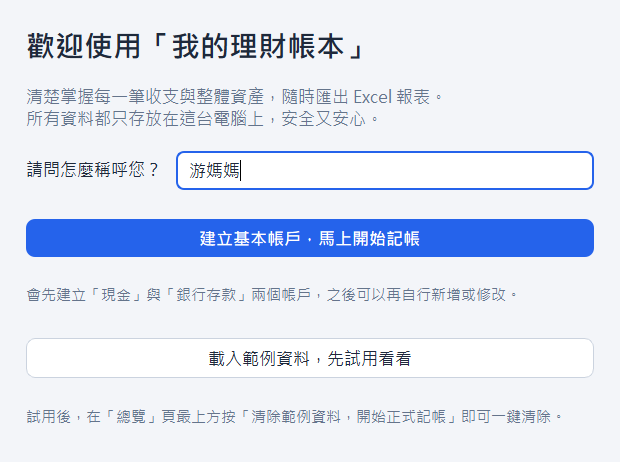 歡迎使用「我的理財帳本」
清楚掌握每一筆收支與整體資產，隨時匯出 Excel 報表。
所有資料都只存放在這台電腦上，安全又安心。
請問怎麼稱呼您？ 游媽媽
建立基本帳戶，馬上開始記帳
會先建立「現金」與「銀行存款」兩個帳戶，之後可以再自行新增或修改。
載入範例資料，先試用看看
試用後，在「總覽」頁最上方按「清除範例資料，開始正式記帳」即可一鍵清除。